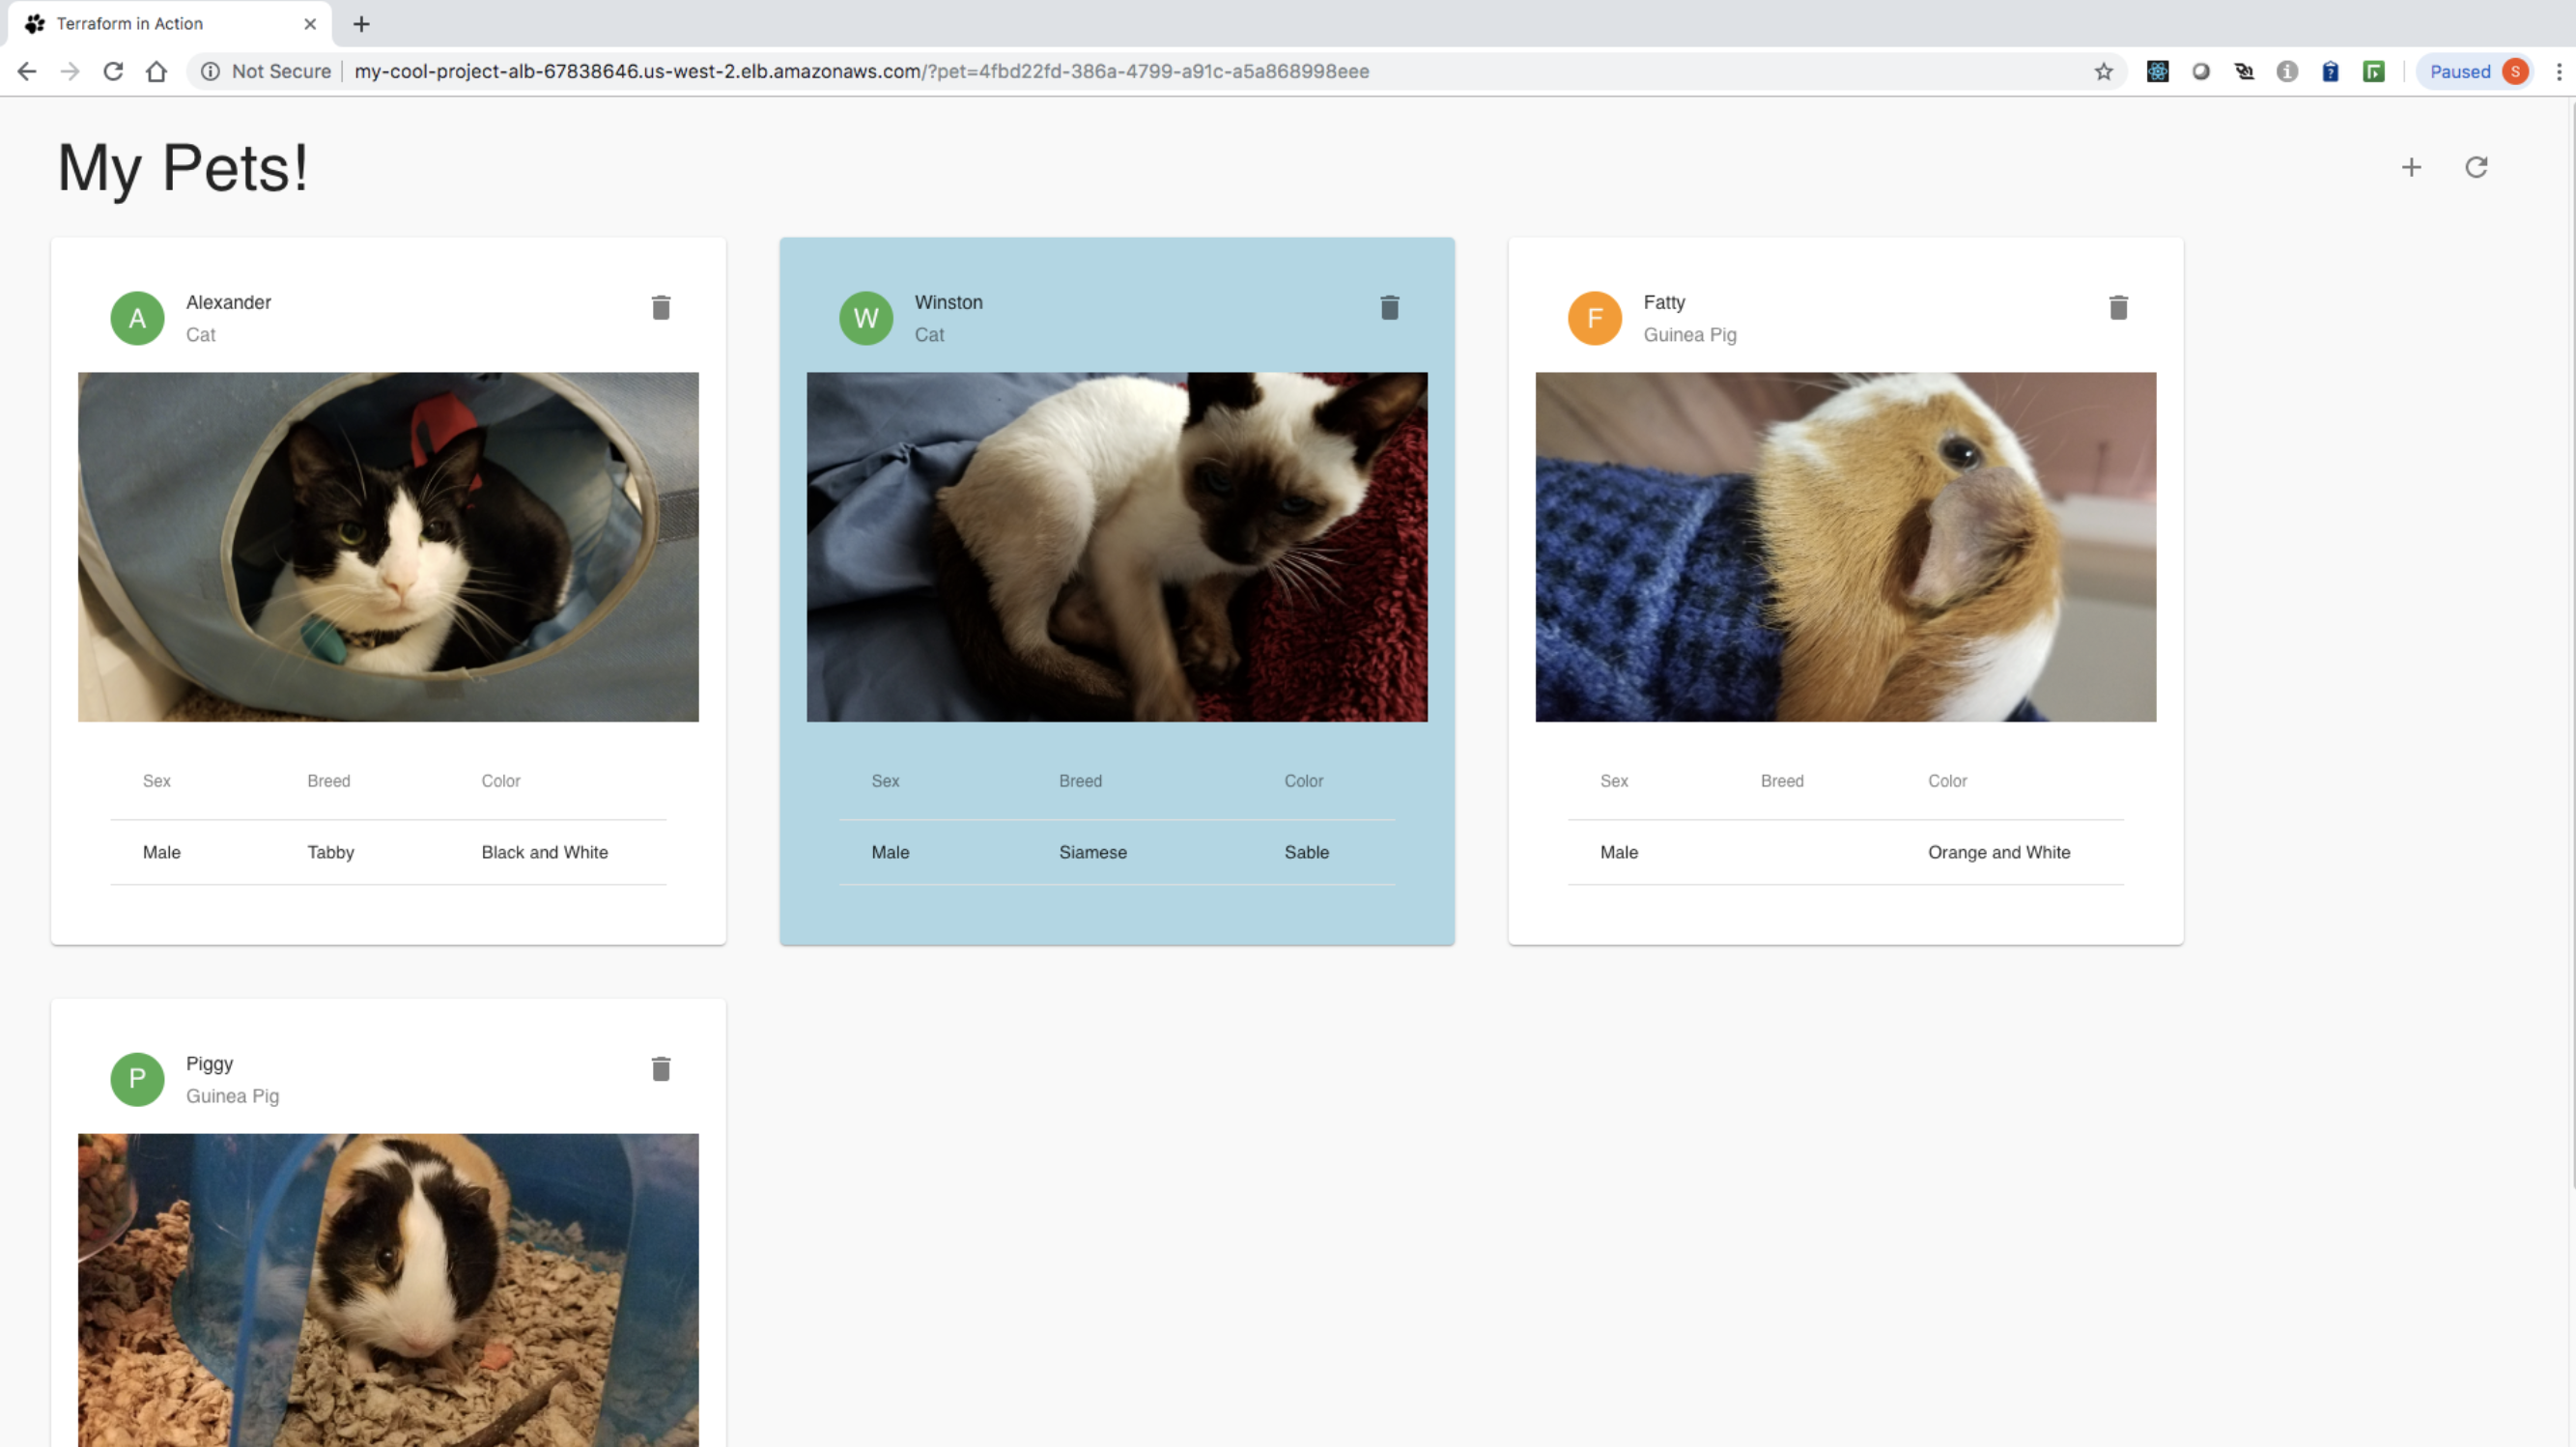 Terraform in Action
Not Secure my-cool-project-alb-67838646.us-west-2.elb.amazonaws.com/?pet=4fbd22fd-386a-4799-a91c-a5a868998eee Paused S
My Pets!
A Alexander
Cat
Sex Breed Color
Male Tabby Black and White
W Winston
Cat
Sex Breed Color
Male Siamese Sable
F Fatty
Guinea Pig
Sex Breed Color
Male Orange and White
P Piggy
Guinea Pig